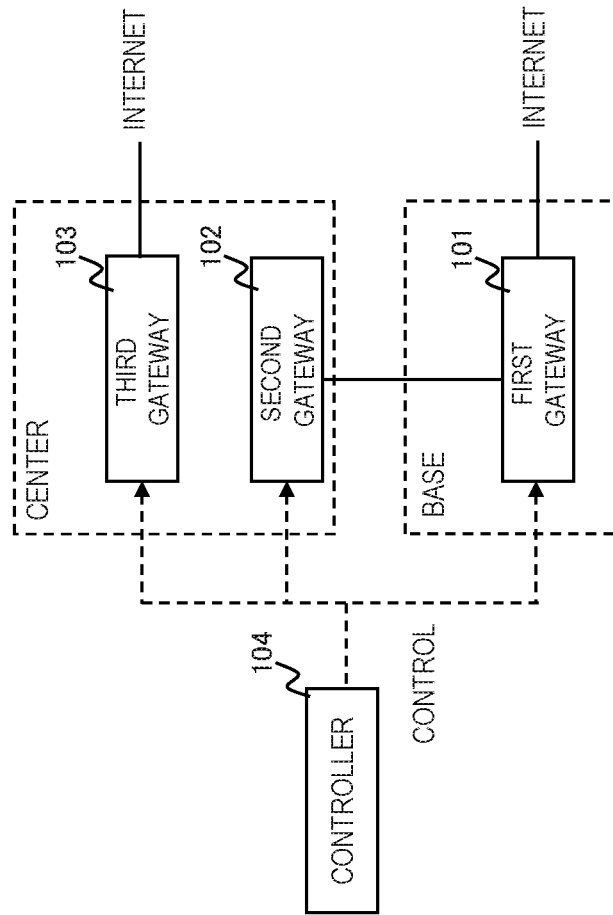 CENTER
103
THIRD
GATEWAY
INTERNET
102
SECOND
GATEWAY
104
CONTROLLER
CONTROL
BASE
101
FIRST
GATEWAY
INTERNET